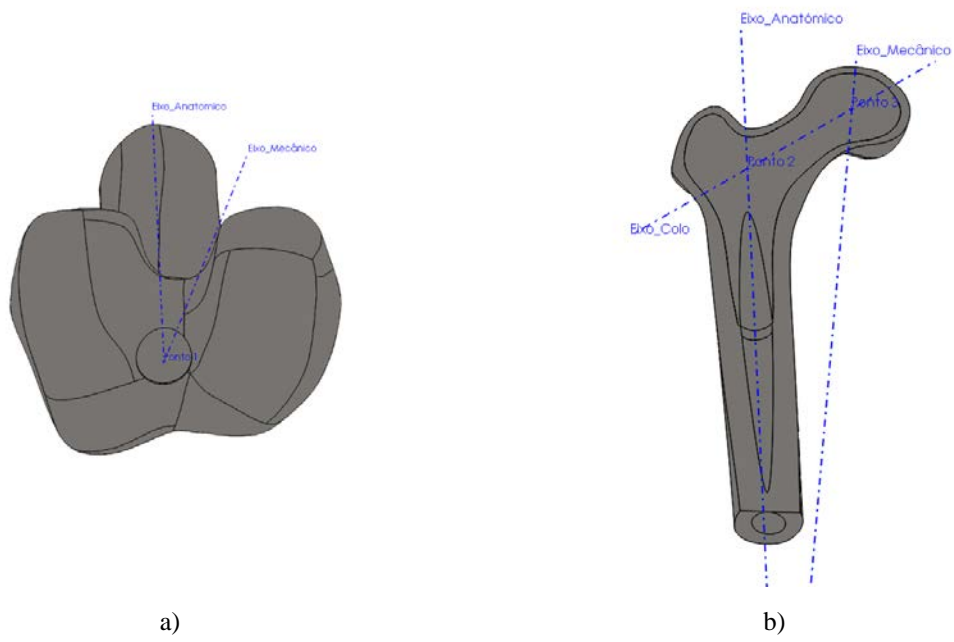 Eixo_Anatomico
Eixo_Mecânico
Ponto 1
a)
Eixo_Anatómico
Eixo_Mecânico
Ponto 3
Ponto 2
Eixo_Colo
b)